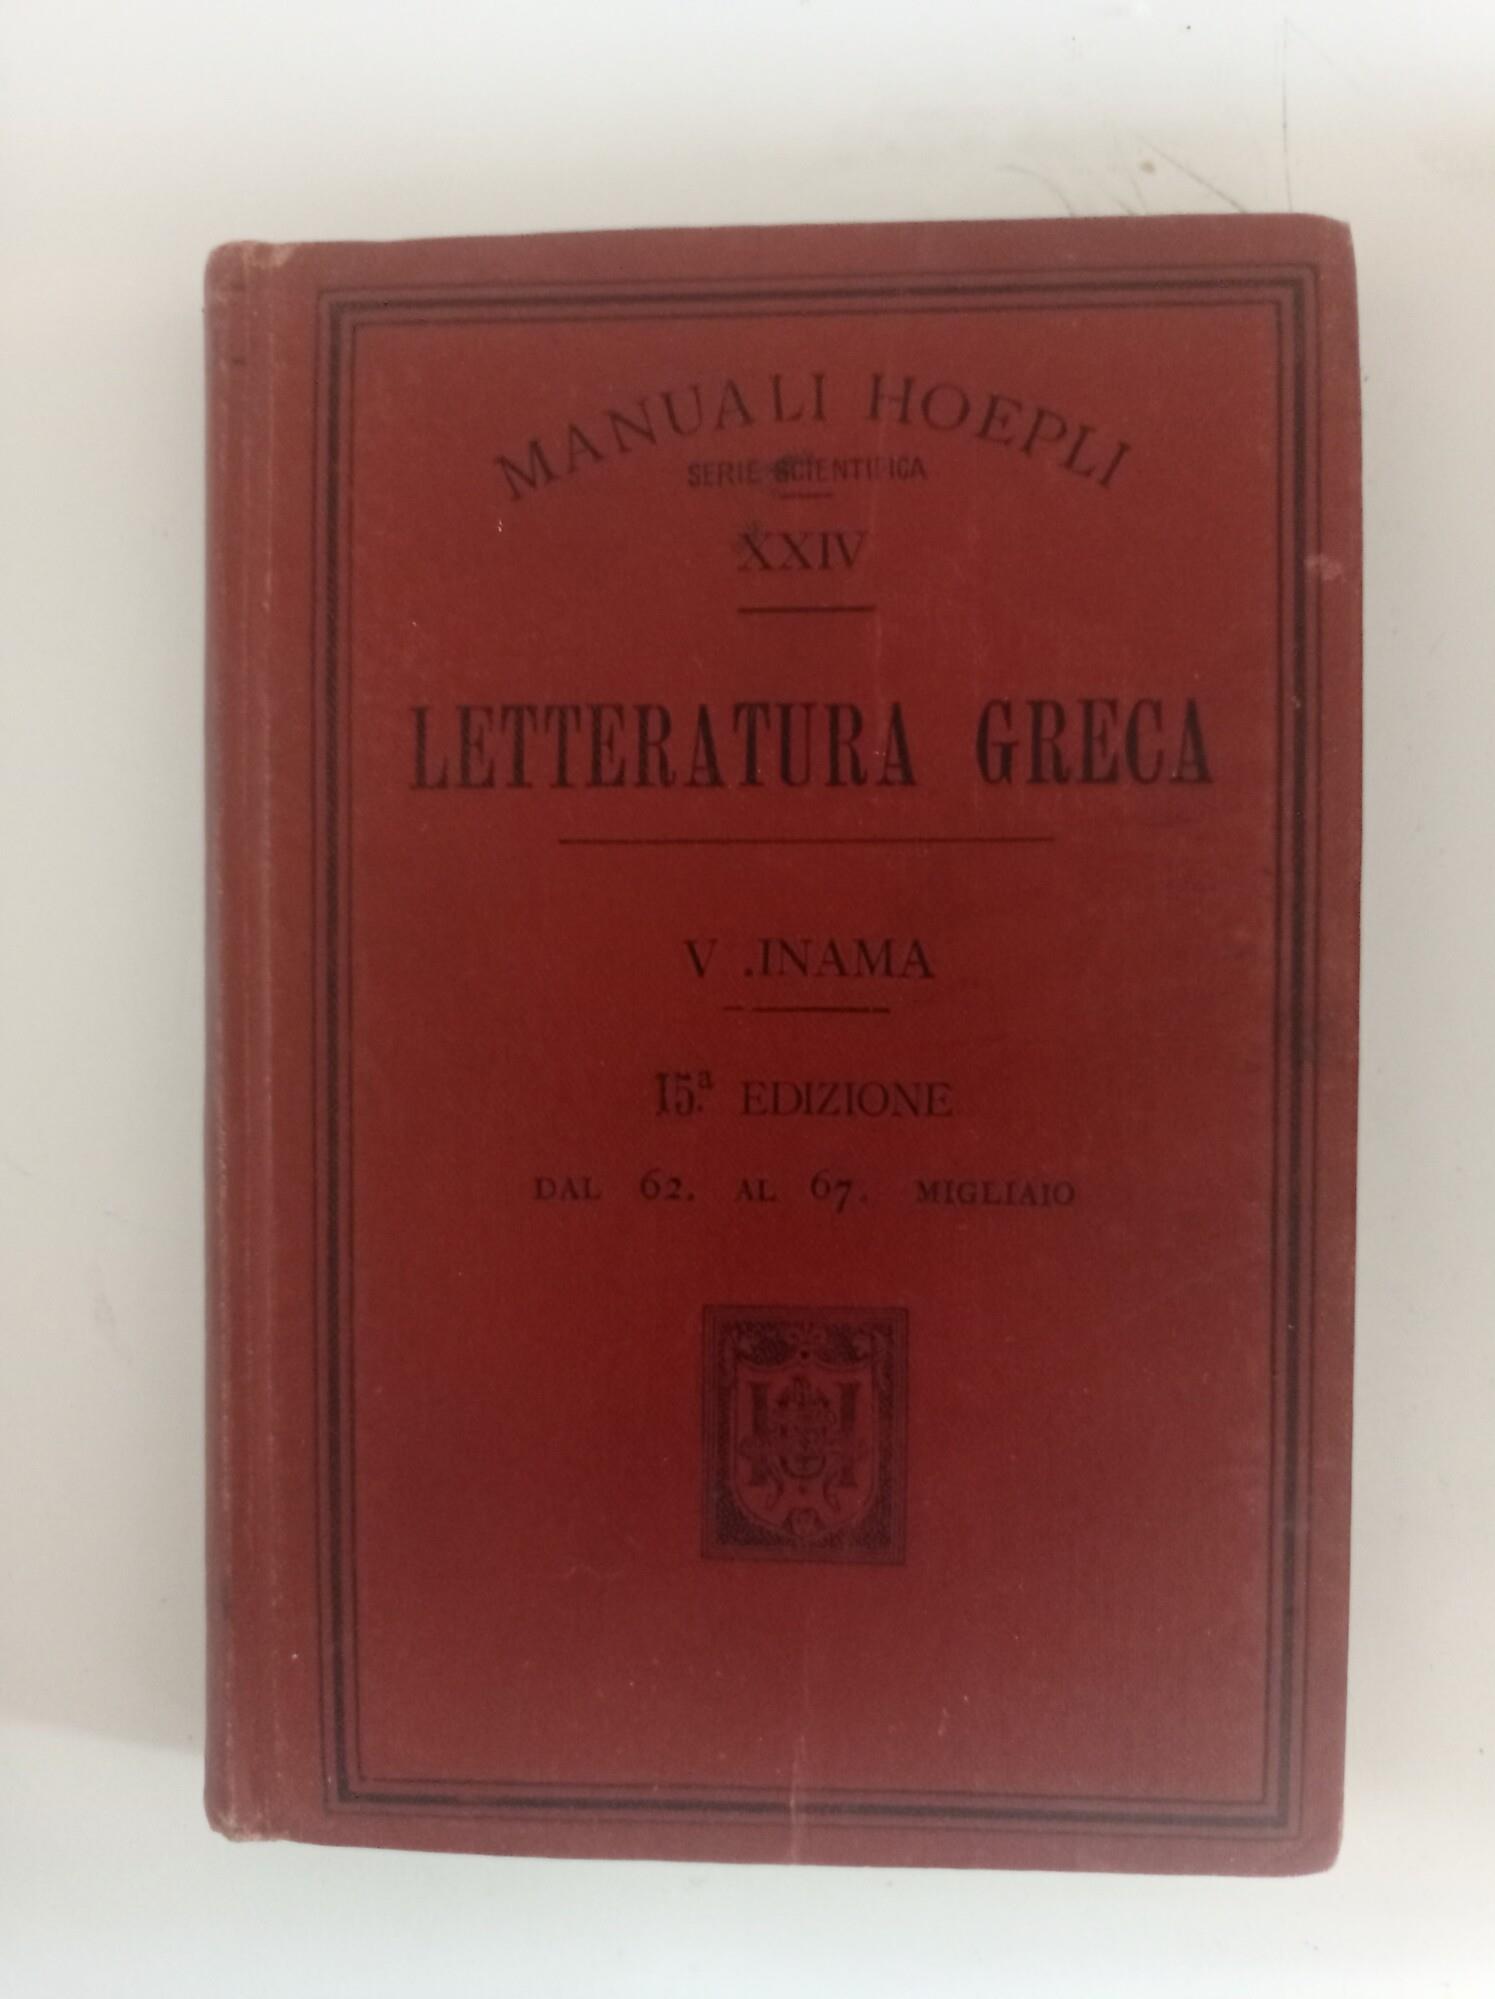 MANUALI HOEPLI
SERIE SCIENTIFICA
XXIV
LETTERATURA GRECA
V .INAMA
15.ª EDIZIONE
DAL 62. AL 67. MIGLIAIO
H